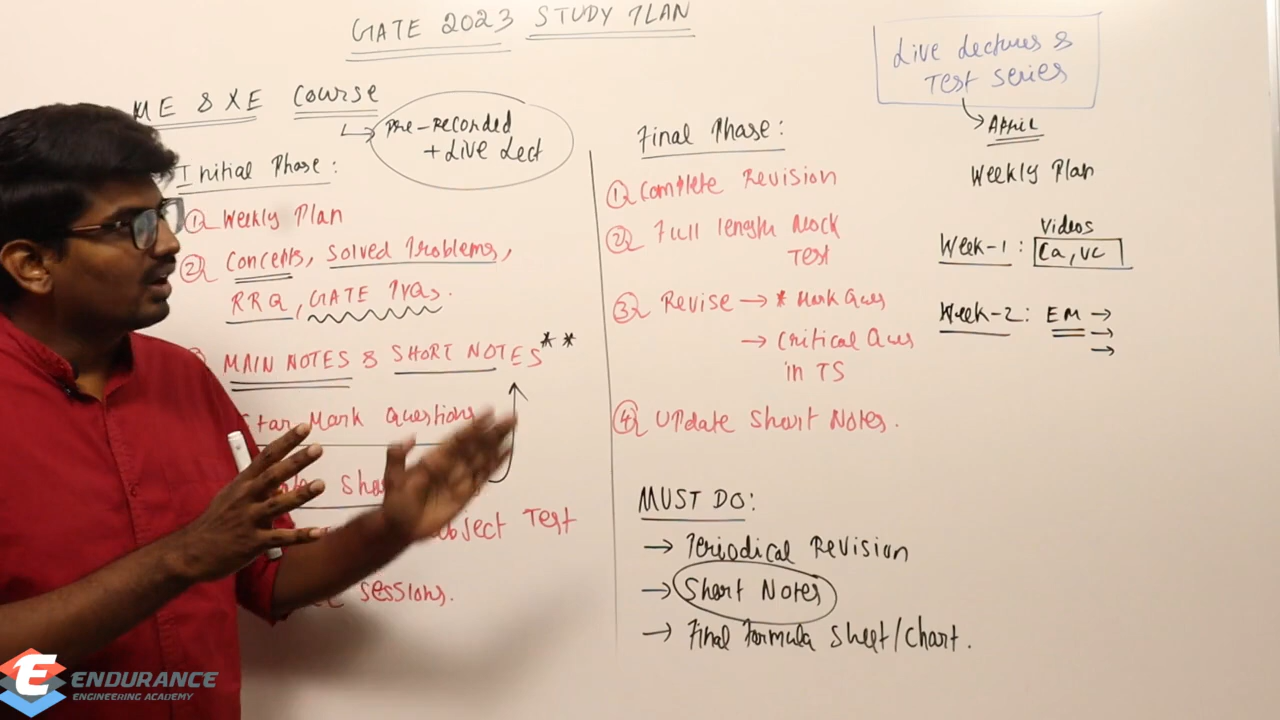 GATE 2023 STUDY PLAN
ME & XE Course
Pre-Recorded
+ Live Lect
Initial Phase:
① Weekly Plan
② Concepts, Solved Problems,
RRQ, GATE PYQs.
MAIN NOTES & SHORT NOTES**
Star Mark Questions
Test
Sessions.
Final Phase:
① Complete Revision
② Full length Mock
Test
③ Revise → * Mark Ques
→ Critical Ques
in TS
④ Update Short Notes.
MUST DO:
→ Periodical Revision
→ Short Notes
→ Final Formula Sheet/Chart.
Live Lectures &
Test Series
April
Weekly Plan
Videos
Week-1: Ca, VC
Week-2: EM →
→
→
E ENDURANCE
ENGINEERING ACADEMY